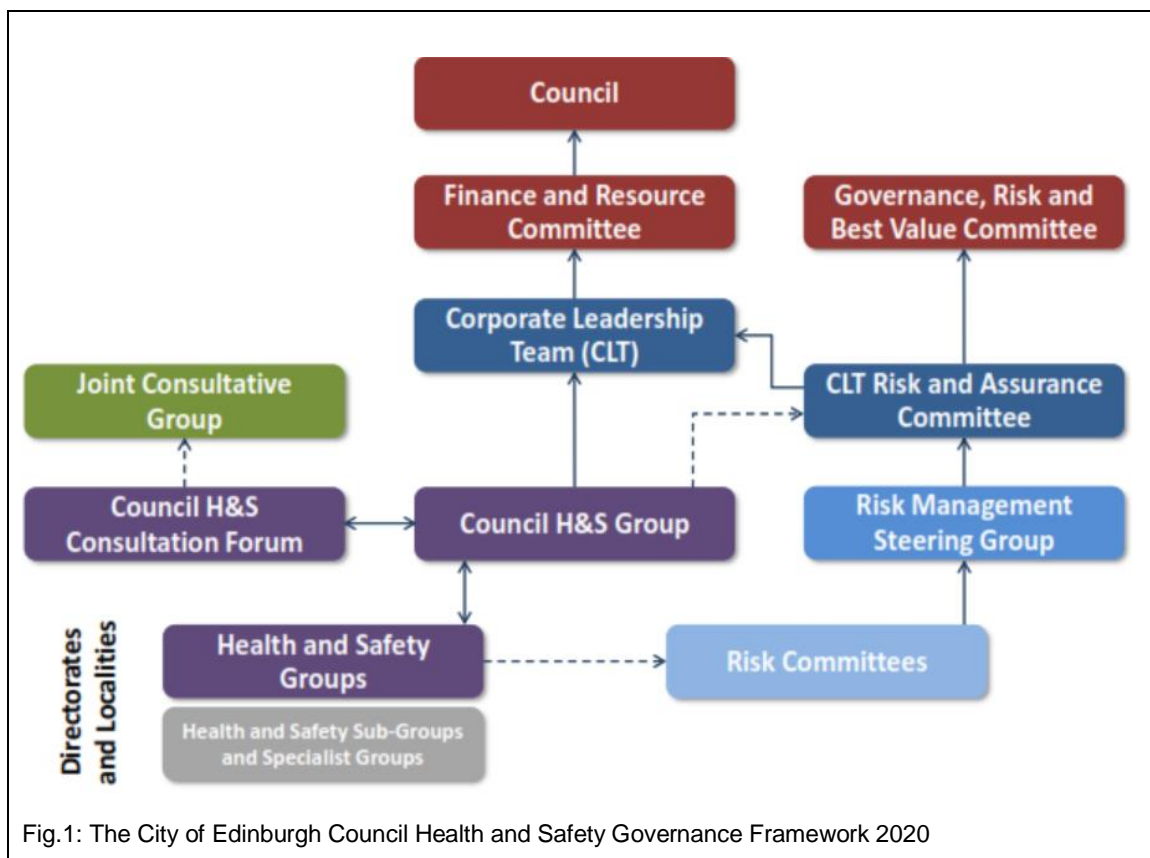 Council
Finance and Resource
Committee
Governance, Risk and
Best Value Committee
Corporate Leadership
Team (CLT)
Joint Consultative
Group
CLT Risk and Assurance
Committee
Council H&S
Consultation Forum
Council H&S Group
Risk Management
Steering Group
Directorates
and Localities
Health and Safety
Groups
Risk Committees
Health and Safety Sub-Groups
and Specialist Groups
Fig.1: The City of Edinburgh Council Health and Safety Governance Framework 2020